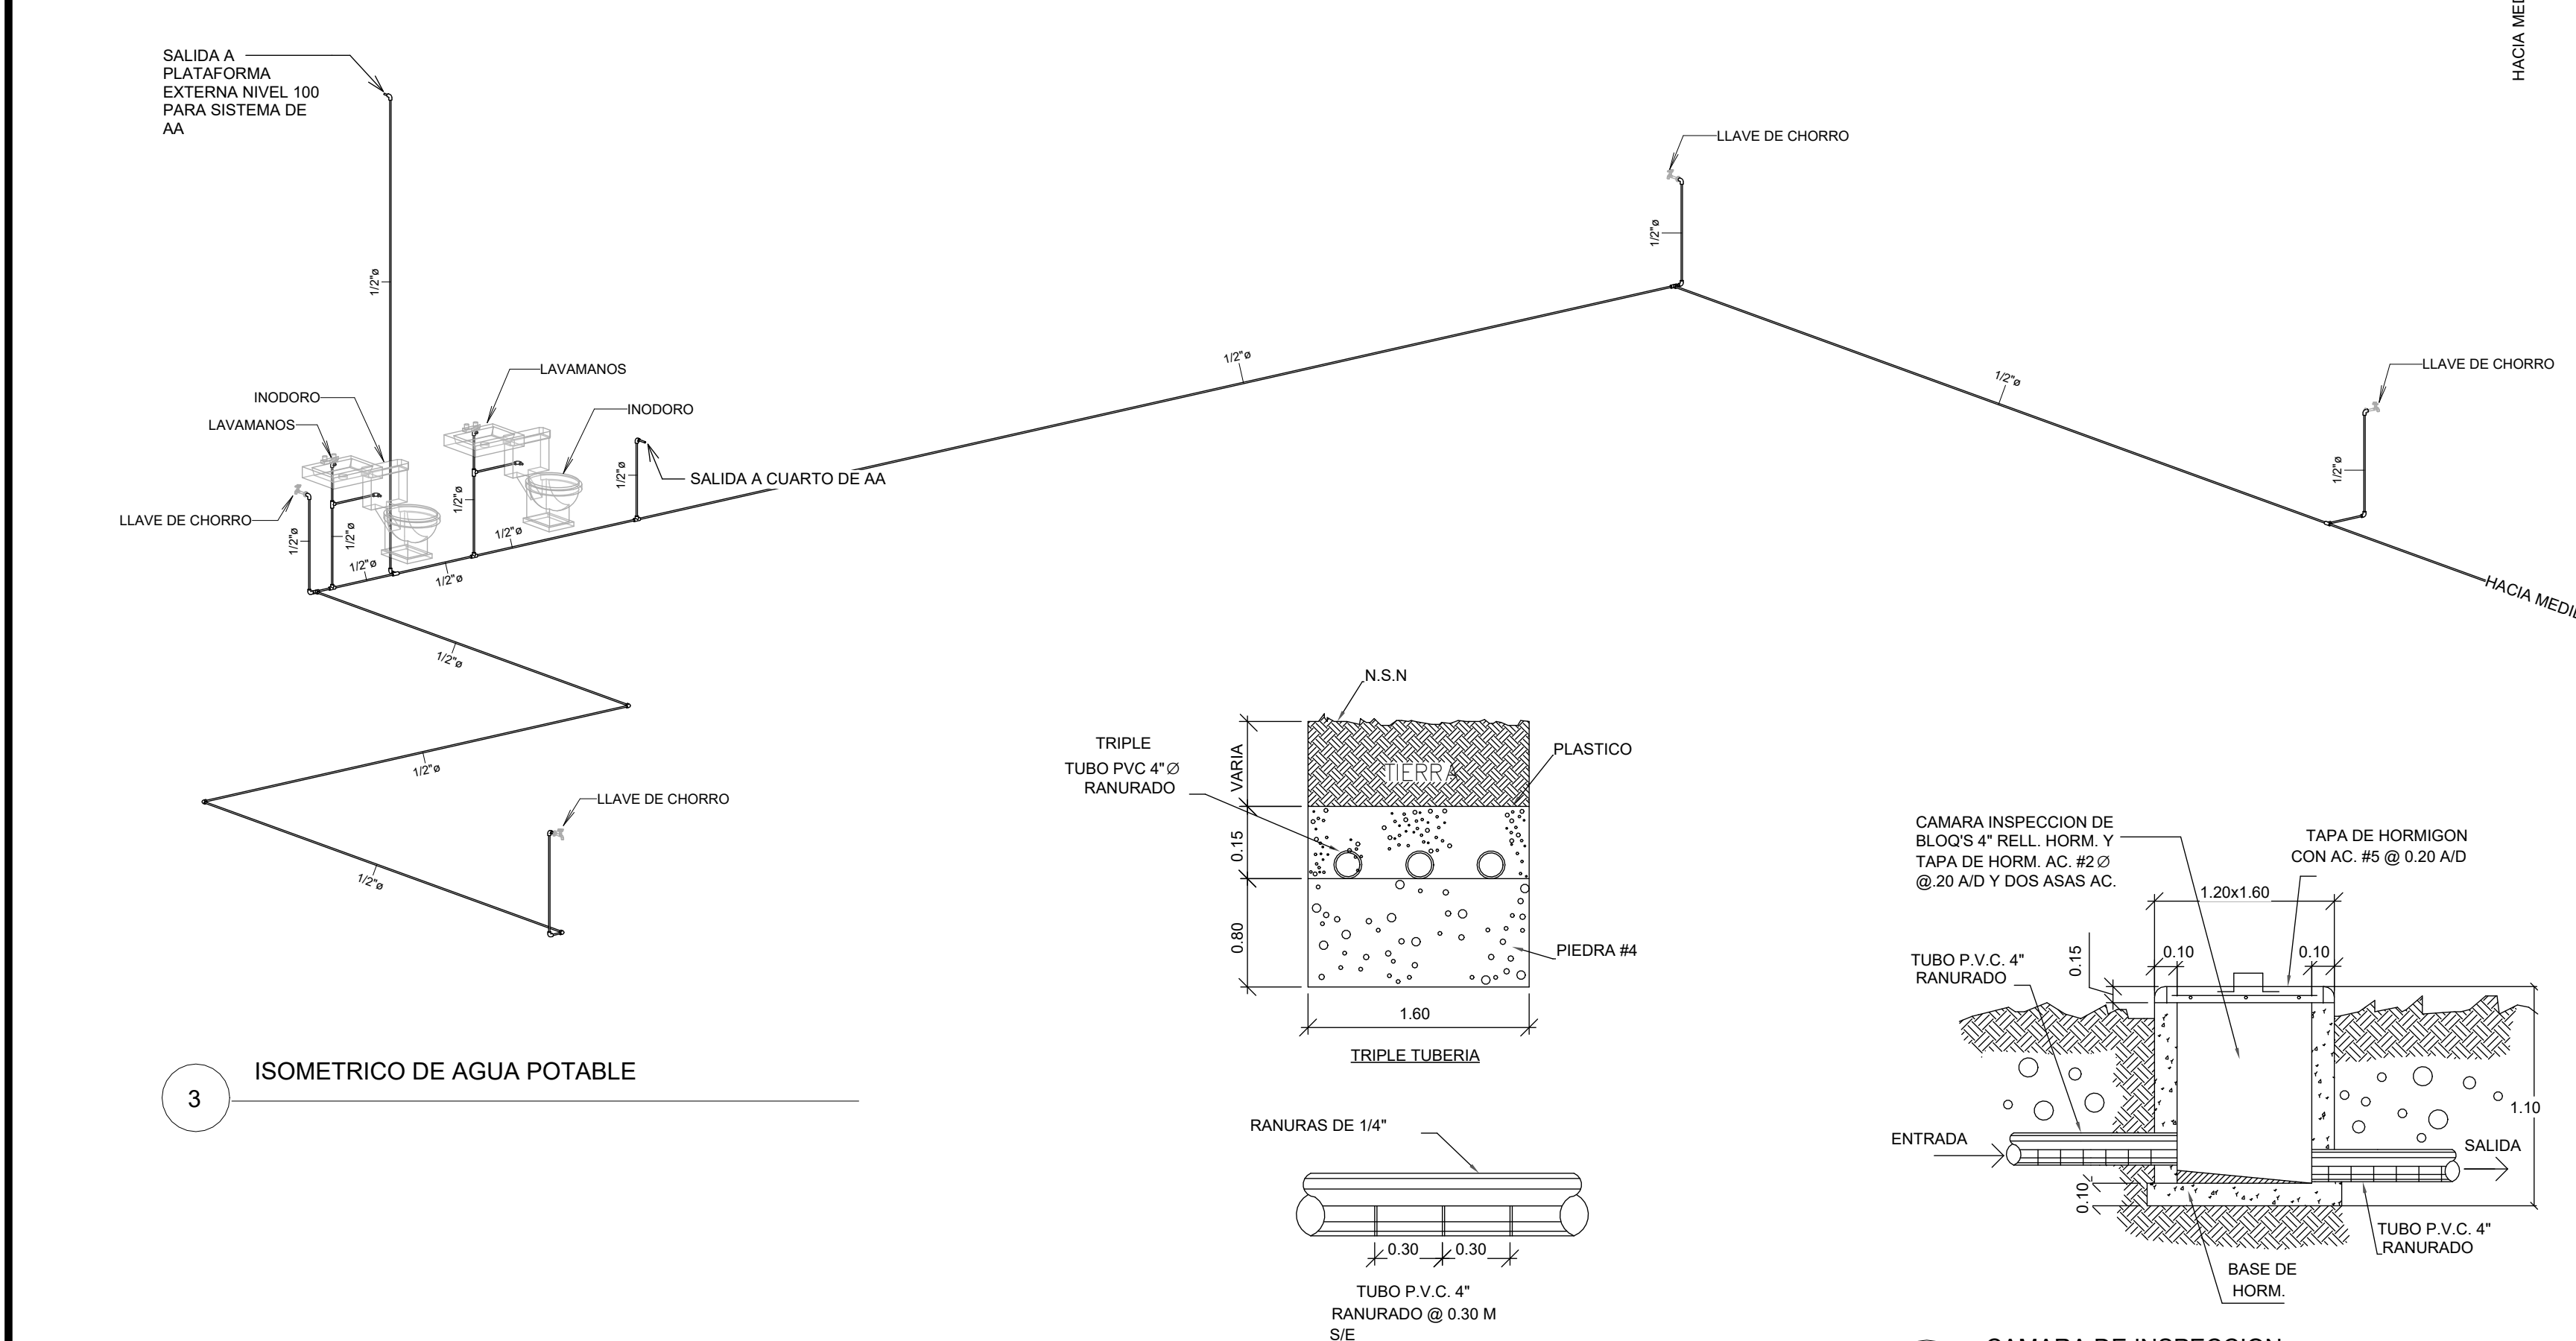 SALIDA A
PLATAFORMA
EXTERNA NIVEL 100
PARA SISTEMA DE
AA
1/2"ø
LAVAMANOS
INODORO
INODORO
LAVAMANOS
LLAVE DE CHORRO
1/2"ø
1/2"ø
1/2"ø
1/2"ø
1/2"ø
1/2"ø
1/2"ø
SALIDA A CUARTO DE AA
1/2"ø
LLAVE DE CHORRO
1/2"ø
1/2"ø
LLAVE DE CHORRO
1/2"ø
HACIA
HACIA
1/2"ø
1/2"ø
LLAVE DE CHORRO
1/2"ø
3
ISOMETRICO DE AGUA POTABLE
N.S.N
TRIPLE
TUBO PVC 4"Ø
RANURADO
VARIA
TIERRA
PLASTICO
0.15
0.80
PIEDRA #4
1.60
TRIPLE TUBERIA
RANURAS DE 1/4"
0.30
0.30
TUBO P.V.C. 4"
RANURADO @ 0.30 M
S/E
CAMARA INSPECCION DE
BLOQ'S 4" RELL. HORM. Y
TAPA DE HORM. AC. #2Ø
@.20 A/D Y DOS ASAS AC.
TAPA DE HORMIGON
CON AC. #5 @ 0.20 A/D
1.20x1.60
0.15
0.10
0.10
TUBO P.V.C. 4"
RANURADO
1.10
ENTRADA
SALIDA
0.10
TUBO P.V.C. 4"
RANURADO
BASE DE
HORM.
CAMARA DE INSPECCION